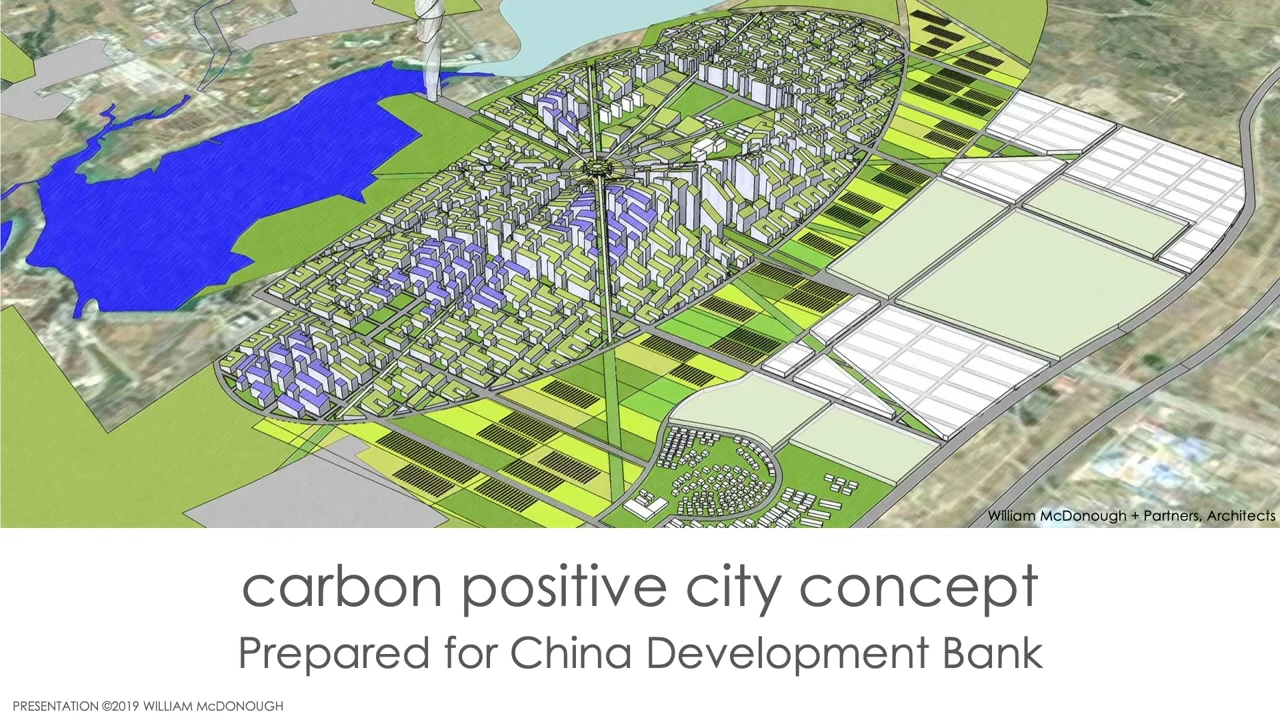 William McDonough + Partners, Architects
carbon positive city concept
Prepared for China Development Bank
PRESENTATION ©2019 WILLIAM McDONOUGH